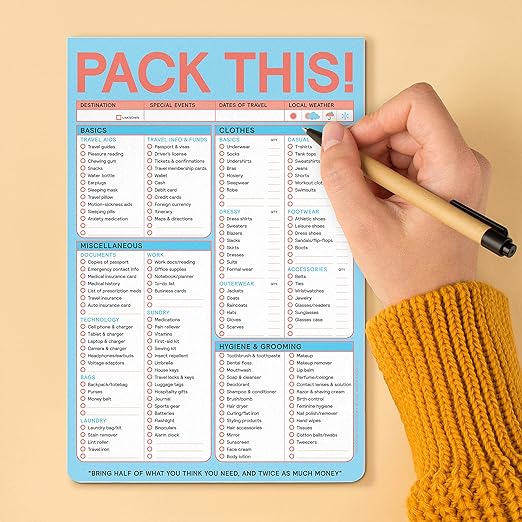 PACK THIS!
DESTINATION
UNKNOWN
SPECIAL EVENTS
DATES OF TRAVEL
LOCAL WEATHER
BASICS
TRAVEL AIDS
Travel guides
Pleasure reading
Chewing gum
Snacks
Water bottle
Earplugs
Sleeping mask
Travel pillow
Motion-sickness aids
Sleeping pills
Anxiety medication
TRAVEL INFO & FUNDS
Passport & visas
Driver's license
Tickets & confirmations
Travel membership cards
Wallet
Cash
Debit card
Credit cards
Foreign currency
Itinerary
Maps & directions
MISCELLANEOUS
DOCUMENTS
Copies of passport
Emergency contact info
Medical insurance card
Medical history
List of prescription meds
Travel insurance
Auto insurance card
TECHNOLOGY
Cell phone & charger
Tablet & charger
Laptop & charger
Camera & charger
Headphones/earbuds
Voltage adaptors
BAGS
Backpack/totebag
Purses
Money belt
LAUNDRY
Laundry bag/kit
Stain remover
Lint roller
Travel iron
WORK
Work docs/reading
Office supplies
Notebook/planner
To-do list
Business cards
SUNDRY
Medications
Pain reliever
Vitamins
First-aid kit
Sewing kit
Insect repellent
Umbrella
House keys
Travel locks & keys
Luggage tags
Hospitality gifts
Journal
Sports gear
Batteries
Flashlight
Binoculars
Alarm clock
CLOTHES
BASICS QTY
Underwear
Socks
Undershirts
Bras
Hosiery
Sleepwear
Robe
DRESSY QTY
Dress shirts
Sweaters
Blazers
Slacks
Skirts
Dresses
Suits
Formal wear
OUTERWEAR QTY
Jackets
Coats
Raincoats
Hats
Gloves
Scarves
CASUAL
T-shirts
Tank tops
Sweatshirts
Jeans
Shorts
Workout clo
Swimsuits
FOOTWEAR
Athletic shoes
Leisure shoes
Dress shoes
Sandals/flip-flops
Boots
ACCESSORIES QTY
Belts
Ties
Wristwatches
Jewelry
Glasses/readers
Sunglasses
Glasses case
HYGIENE & GROOMING
Toothbrush & toothpaste
Dental floss
Mouthwash
Soap & cleanser
Deodorant
Shampoo & conditioner
Brush/comb
Hair dryer
Curling/flat iron
Styling products
Hair accessories
Mirror
Sunscreen
Face cream
Body lotion
Makeup
Makeup remover
Lip balm
Perfume/cologne
Contact lenses & solution
Razor & shaving cream
Birth control
Feminine hygiene
Nail polish/remover
Hand wipes
Tissues
Cotton balls/swabs
Tweezers
"BRING HALF OF WHAT YOU THINK YOU NEED, AND TWICE AS MUCH MONEY"